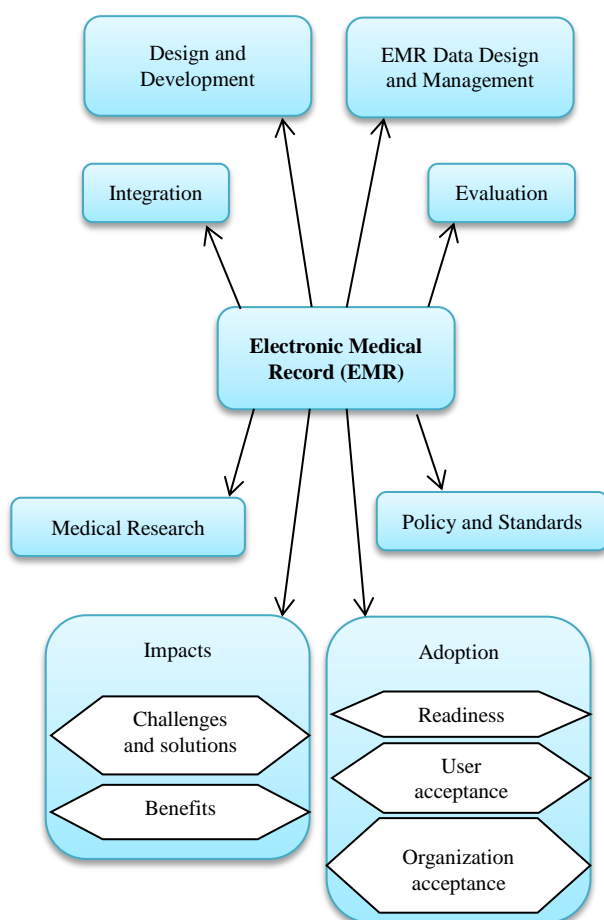 Design and
Development
EMR Data Design
and Management
Integration
Evaluation
Electronic Medical
Record (EMR)
Medical Research
Policy and Standards
Impacts
Challenges
and solutions
Benefits
Adoption
Readiness
User
acceptance
Organization
acceptance